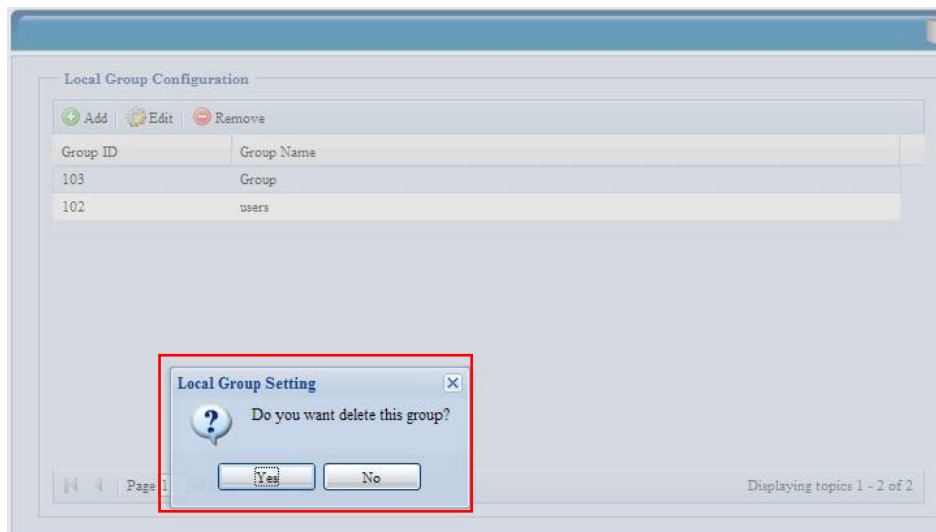 Local Group Configuration
Add Edit Remove
Group ID Group Name
103 Group
102 users
Local Group Setting
Do you want delete this group?
Yes No
Page 1 Displaying topics 1 - 2 of 2